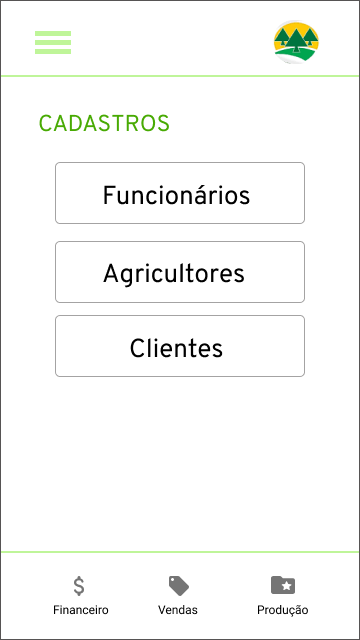 CADASTROS
Funcionários
Agricultores
Clientes
Financeiro
Vendas
Produção